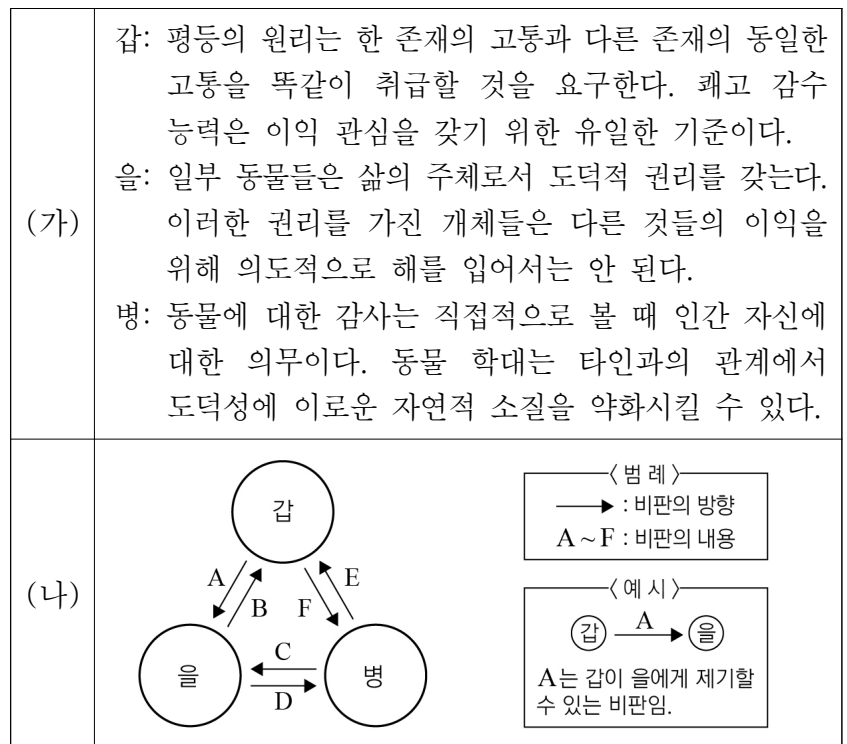 (가)
갑: 평등의 원리는 한 존재의 고통과 다른 존재의 동일한
고통을 똑같이 취급할 것을 요구한다. 쾌고 감수
능력은 이익 관심을 갖기 위한 유일한 기준이다.
을: 일부 동물들은 삶의 주체로서 도덕적 권리를 갖는다.
이러한 권리를 가진 개체들은 다른 것들의 이익을
위해 의도적으로 해를 입어서는 안 된다.
병: 동물에 대한 감사는 직접적으로 볼 때 인간 자신에
대한 의무이다. 동물 학대는 타인과의 관계에서
도덕성에 이로운 자연적 소질을 약화시킬 수 있다.
(나)
갑
A
B
F
E
을
C
D
병
〈범례〉
: 비판의 방향
A～F : 비판의 내용
〈예시〉
갑 A 을
A는 갑이 을에게 제기할
수 있는 비판임.